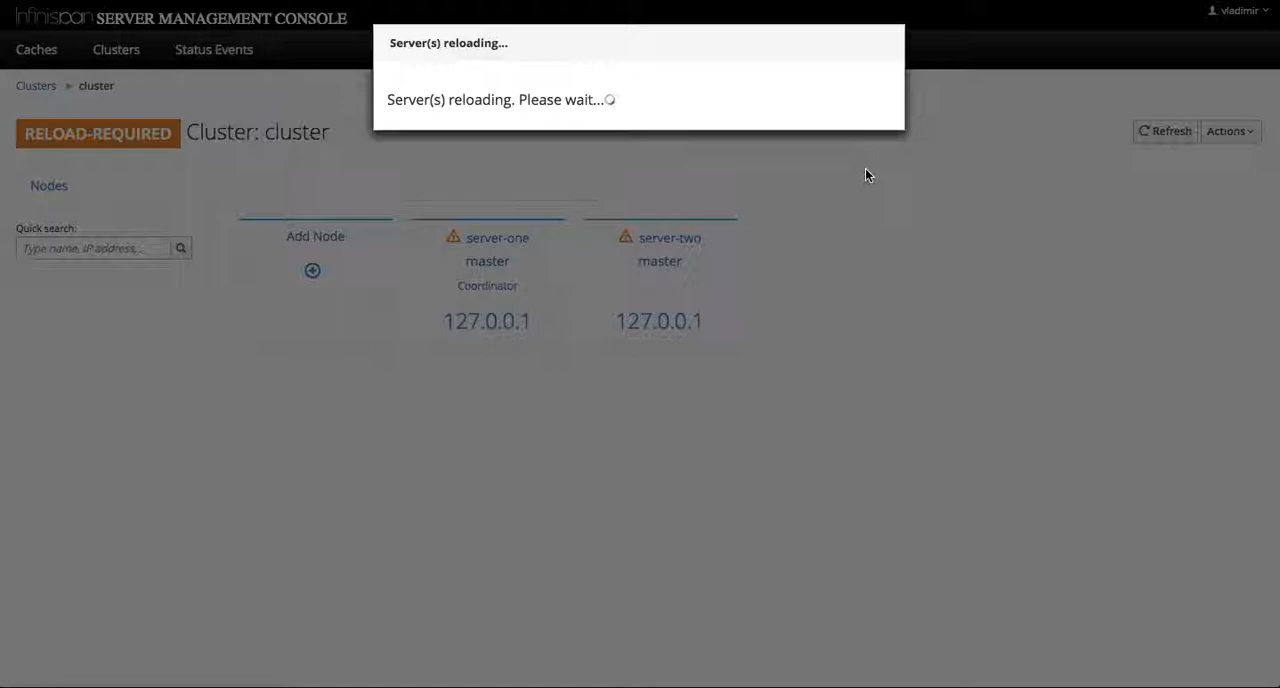 Infinispan SERVER MANAGEMENT CONSOLE
vladimir
Caches Clusters Status Events
Server(s) reloading...
Server(s) reloading. Please wait...
Clusters cluster
RELOAD-REQUIRED Cluster: cluster
Refresh Actions
Nodes
Quick search:
Type name, IP address, ..
Add Node
server-one
master
Coordinator
127.0.0.1
server-two
master
127.0.0.1